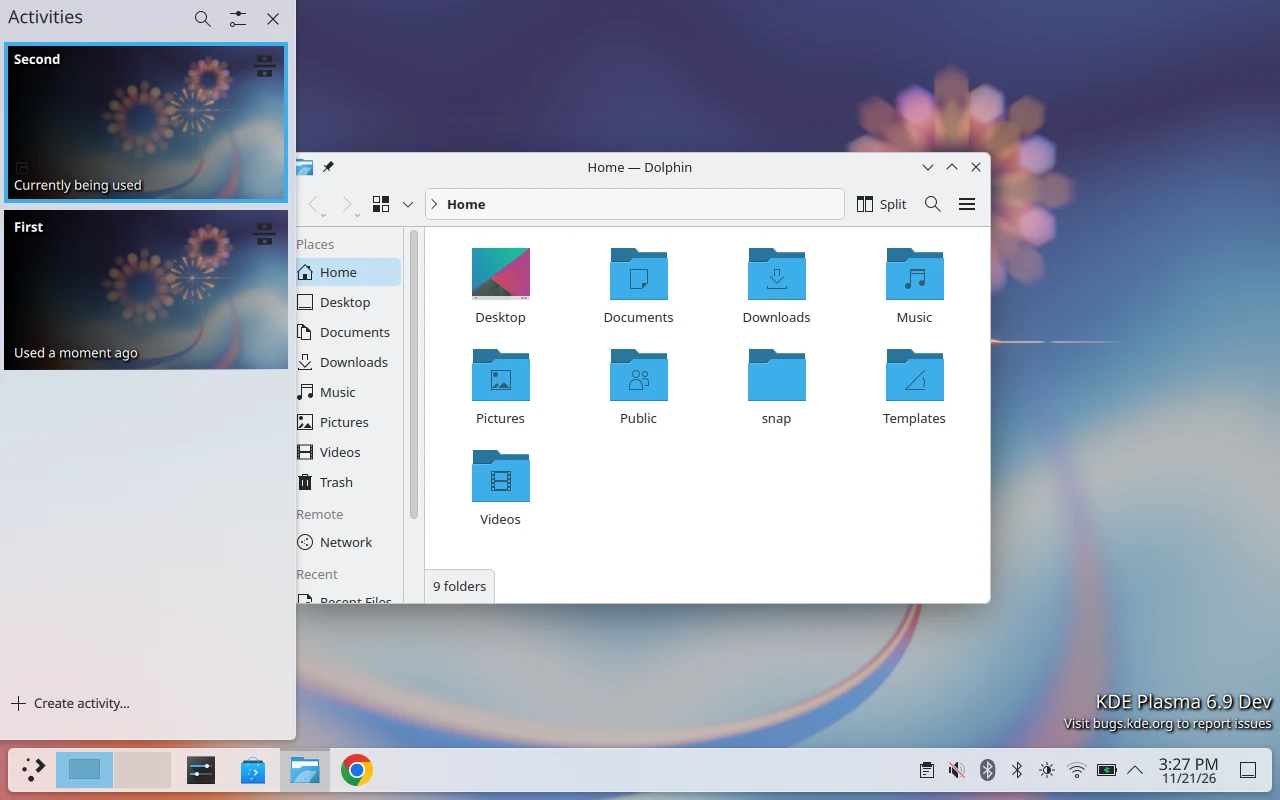 Activities
Second
Currently being used
First
Used a moment ago
Create activity...
Home — Dolphin
Home
Split
Places
Home
Desktop
Documents
Downloads
Music
Pictures
Videos
Trash
Remote
Network
Recent
Recent Files
Desktop
Documents
Downloads
Music
Pictures
Public
snap
Templates
Videos
9 folders
KDE Plasma 6.9 Dev
Visit bugs.kde.org to report issues
3:27 PM
11/21/26